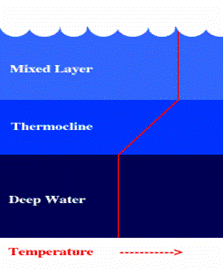 Mixed Layer
Thermocline
Deep Water
Temperature